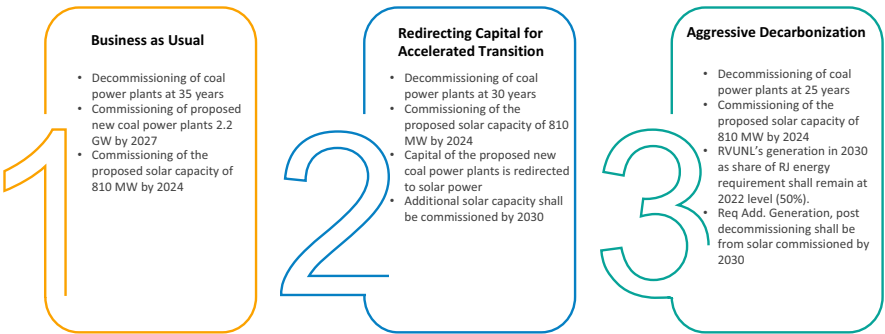 1
Business as Usual
• Decommissioning of coal
power plants at 35 years
• Commissioning of proposed
new coal power plants 2.2
GW by 2027
• Commissioning of the
proposed solar capacity of
810 MW by 2024
2
Redirecting Capital for
Accelerated Transition
• Decommissioning of coal
power plants at 30 years
• Commissioning of the
proposed solar capacity of 810
MW by 2024
• Capital of the proposed new
coal power plants is redirected
to solar power
• Additional solar capacity shall
be commissioned by 2030
3
Aggressive Decarbonization
• Decommissioning of coal
power plants at 25 years
• Commissioning of the
proposed solar capacity of
810 MW by 2024
• RVUNL’s generation in 2030
as share of RJ energy
requirement shall remain at
2022 level (50%).
• Req Add. Generation, post
decommissioning shall be
from solar commissioned by
2030